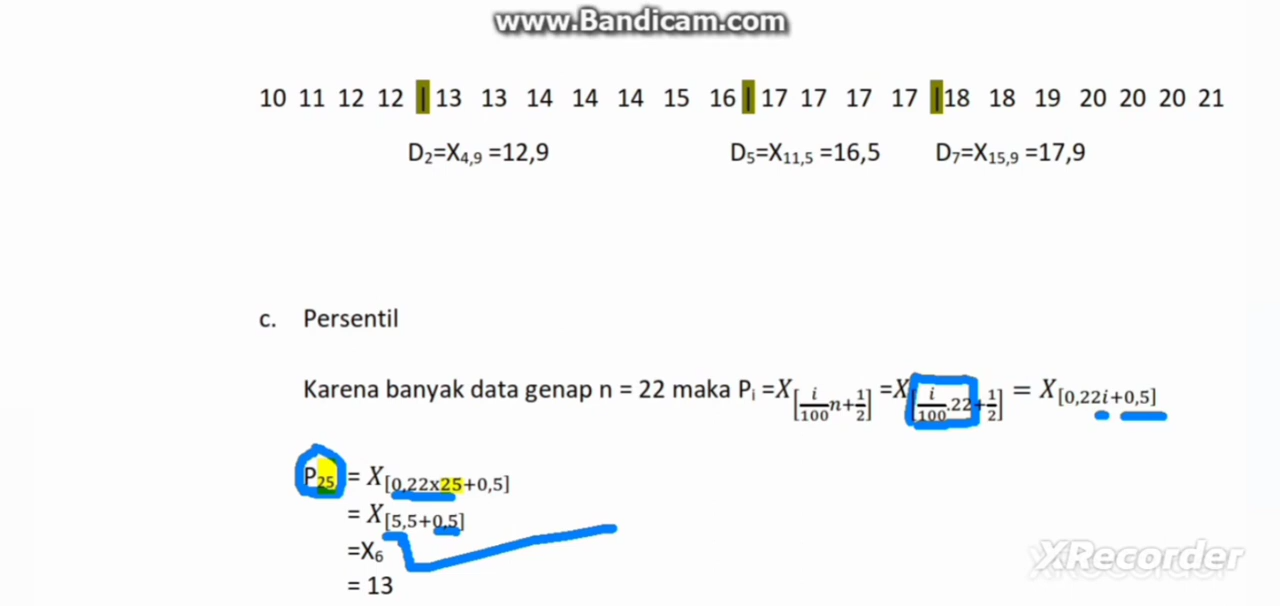 www.Bandicam.com
10 11 12 12 | 13 13 14 14 14 15 16 | 17 17 17 17 | 18 18 19 20 20 20 21
D₂=X₄,₉ =12,9 D₅=X₁₁,₅ =16,5 D₇=X₁₅,₉ =17,9
c. Persentil
Karena banyak data genap n = 22 maka Pᵢ =X[i/100 n+1/2] =X[i/100 .22+1/2] = X[0,22i+0,5]
P₂₅ = X[0,22x25+0,5]
= X[5,5+0,5]
=X₆
= 13
XRecorder